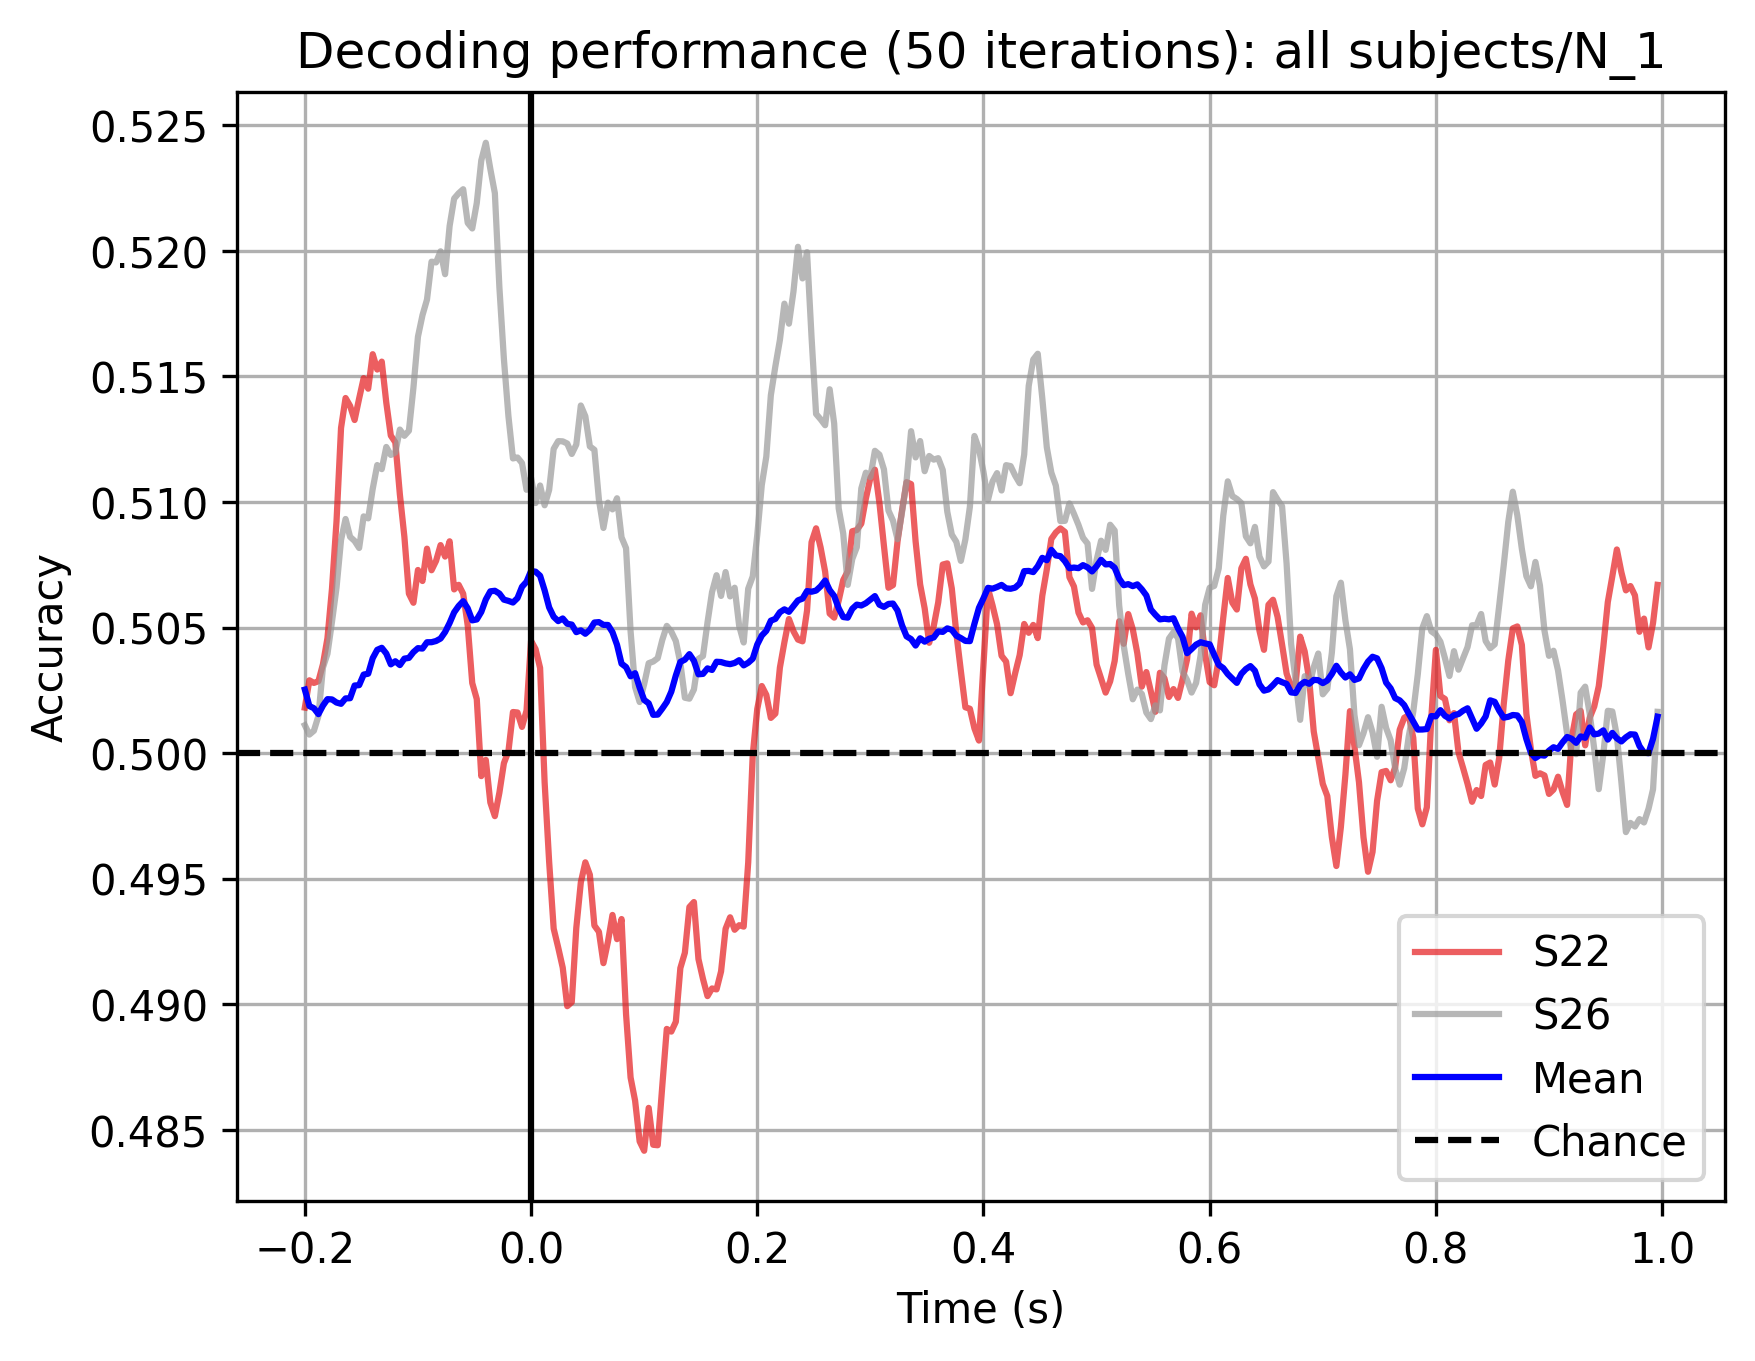 Decoding performance (50 iterations): all subjects/N_1
0.525
0.520
0.515
0.510
0.505
0.500
0.495
0.490
0.485
Accuracy
S22
S26
Mean
Chance
−0.2 0.0 0.2 0.4 0.6 0.8 1.0
Time (s)